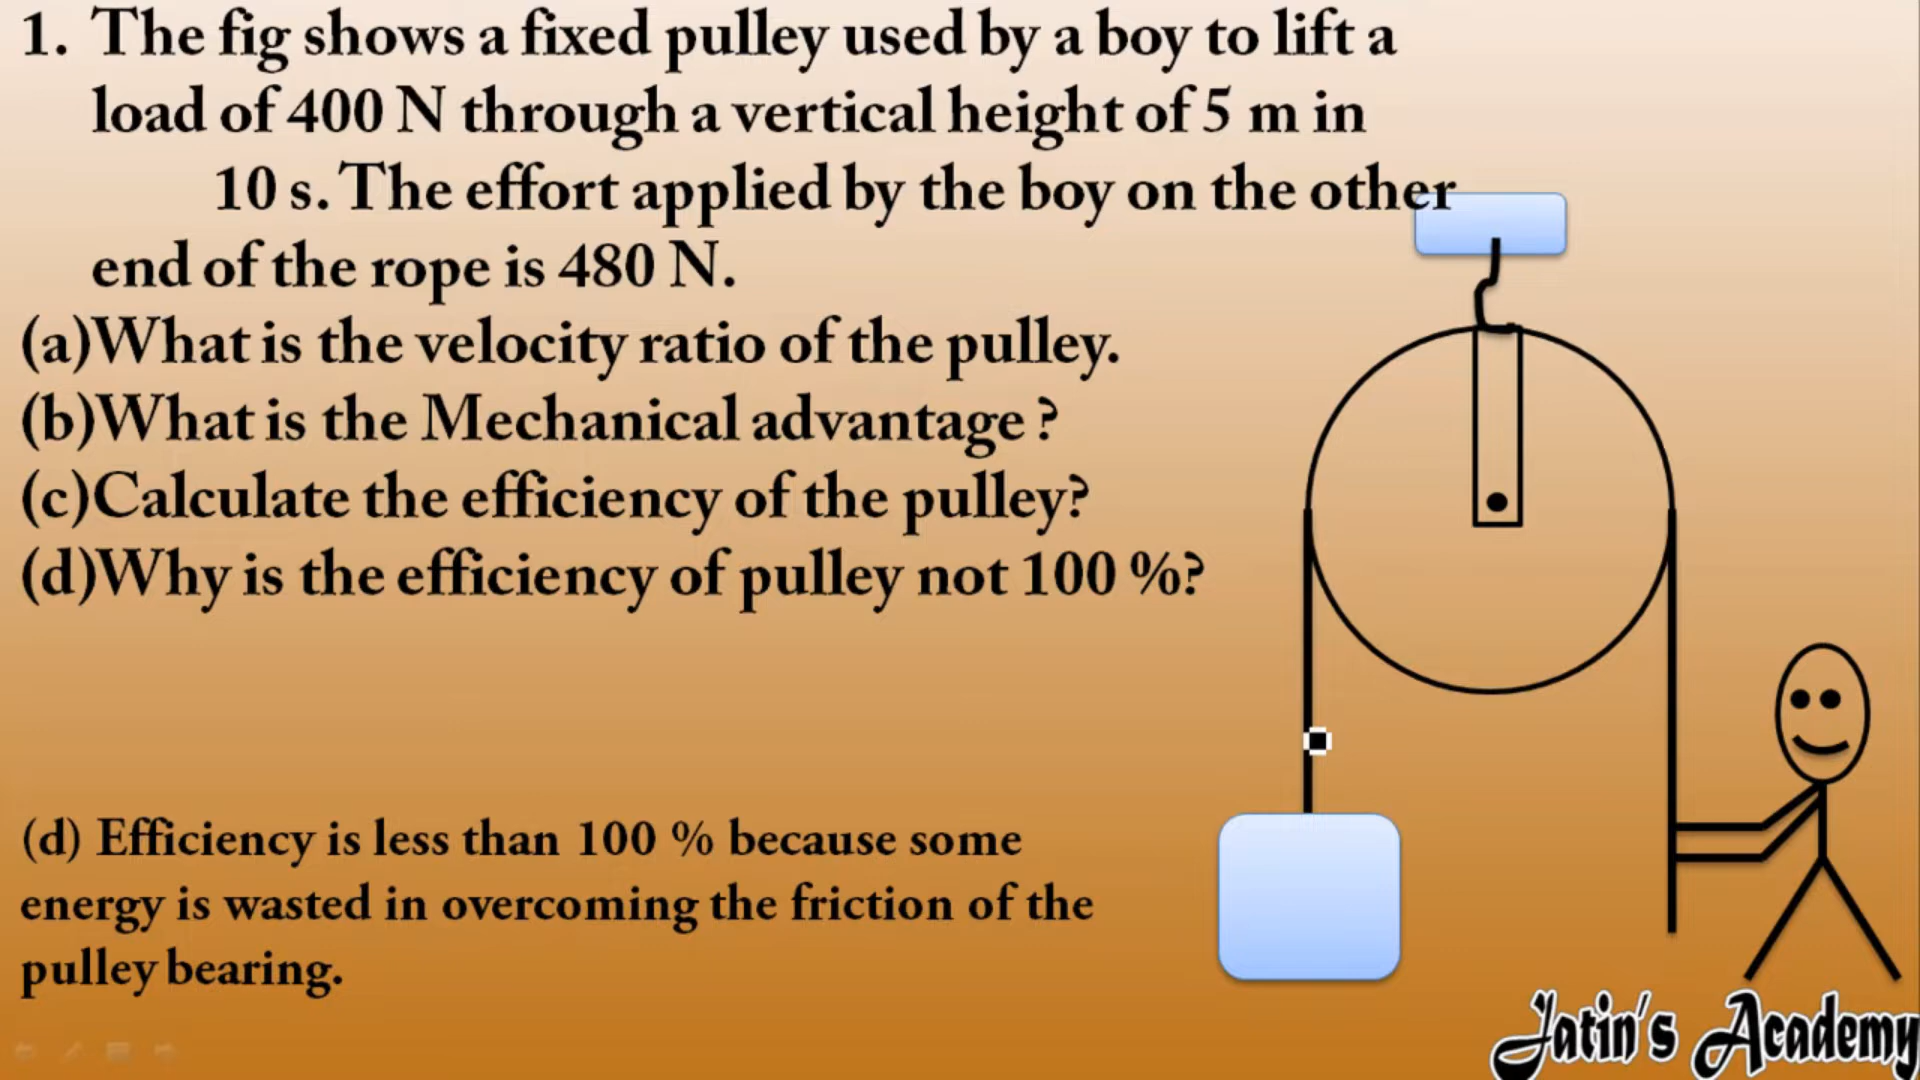 1. The fig shows a fixed pulley used by a boy to lift a
load of 400 N through a vertical height of 5 m in
10 s. The effort applied by the boy on the other
end of the rope is 480 N.
(a)What is the velocity ratio of the pulley.
(b)What is the Mechanical advantage ?
(c)Calculate the efficiency of the pulley?
(d)Why is the efficiency of pulley not 100 %?
(d) Efficiency is less than 100 % because some
energy is wasted in overcoming the friction of the
pulley bearing.
Jatin's Academy